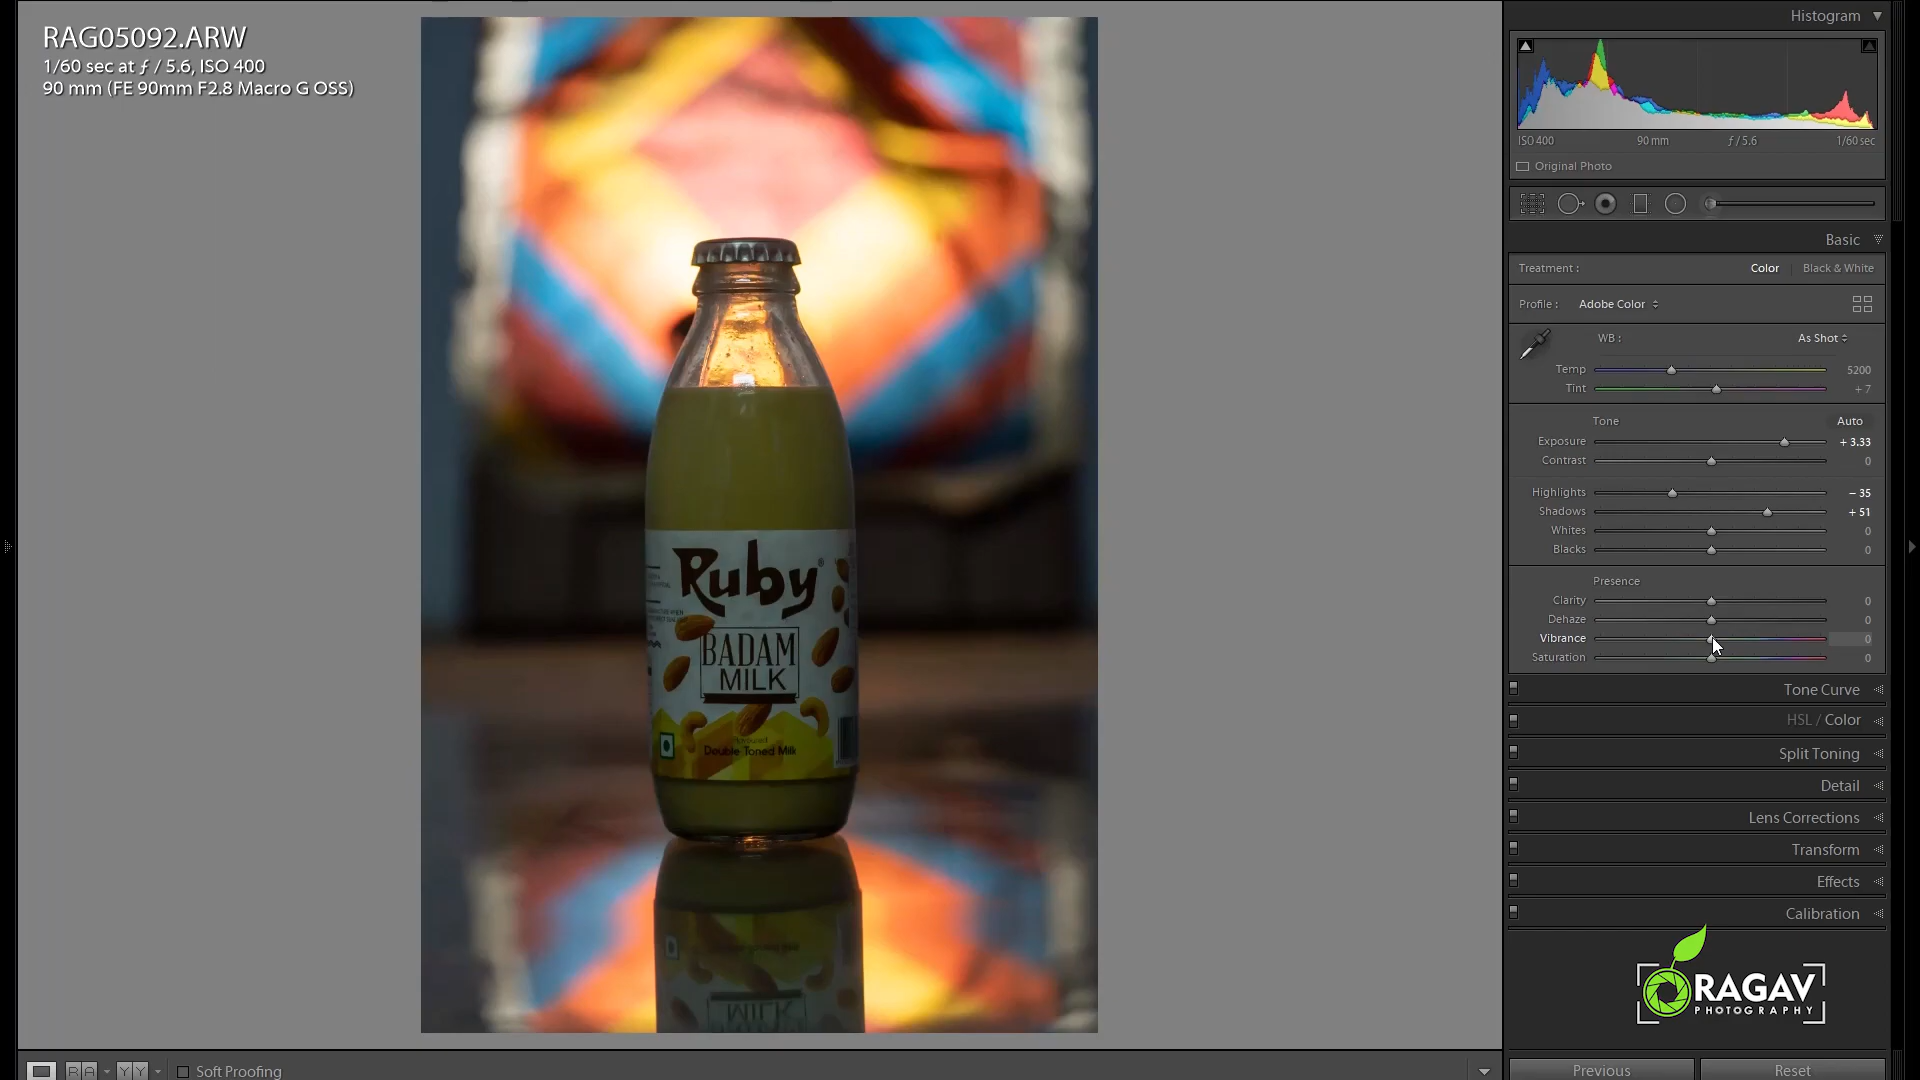 RAG05092.ARW
1/60 sec at ƒ / 5.6, ISO 400
90 mm (FE 90mm F2.8 Macro G OSS)
Ruby®
BADAM
MILK
Double Toned Milk
MILK
Soft Proofing
Histogram
ISO 400 90 mm ƒ / 5.6 1/60 sec
Original Photo
Basic
Treatment : Color Black & White
Profile : Adobe Color
WB : As Shot
Temp 5200
Tint + 7
Tone Auto
Exposure + 3.33
Contrast 0
Highlights – 35
Shadows + 51
Whites 0
Blacks 0
Presence
Clarity 0
Dehaze 0
Vibrance 0
Saturation 0
Tone Curve
HSL / Color
Split Toning
Detail
Lens Corrections
Transform
Effects
Calibration
RAGAV
PHOTOGRAPHY
Previous Reset